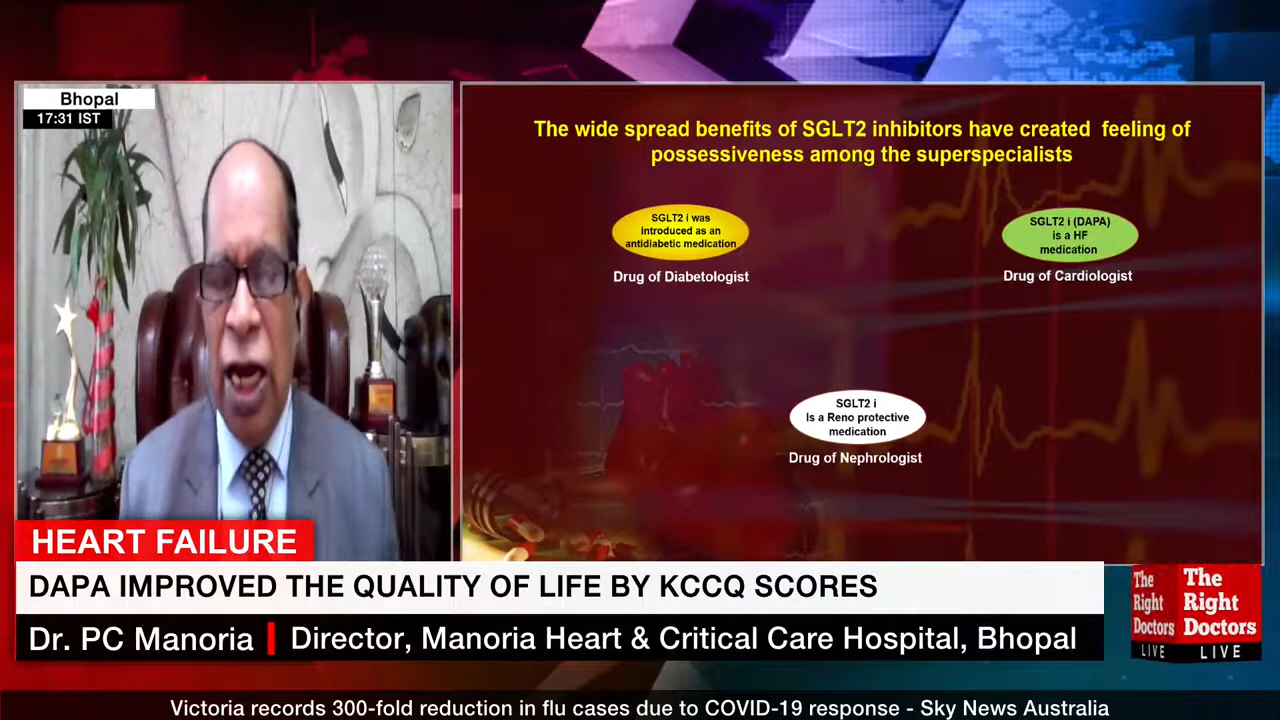 Bhopal
17:31 IST
The wide spread benefits of SGLT2 inhibitors have created feeling of
possessiveness among the superspecialists
SGLT2 i was
introduced as an
antidiabetic medication
Drug of Diabetologist
SGLT2 i (DAPA)
is a HF
medication
Drug of Cardiologist
SGLT2 i
Is a Reno protective
medication
Drug of Nephrologist
HEART FAILURE
DAPA IMPROVED THE QUALITY OF LIFE BY KCCQ SCORES
Dr. PC Manoria
Director, Manoria Heart & Critical Care Hospital, Bhopal
The
Right
Doctors
LIVE
The
Right
Doctors
LIVE
Victoria records 300-fold reduction in flu cases due to COVID-19 response - Sky News Australia